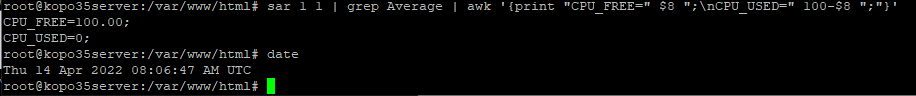 root@kopo35server:/var/www/html# sar 1 1 | grep Average | awk '{print "CPU_FREE=" $8 ";\nCPU_USED=" 100-$8 ";"}'
CPU_FREE=100.00;
CPU_USED=0;
root@kopo35server:/var/www/html# date
Thu 14 Apr 2022 08:06:47 AM UTC
root@kopo35server:/var/www/html#